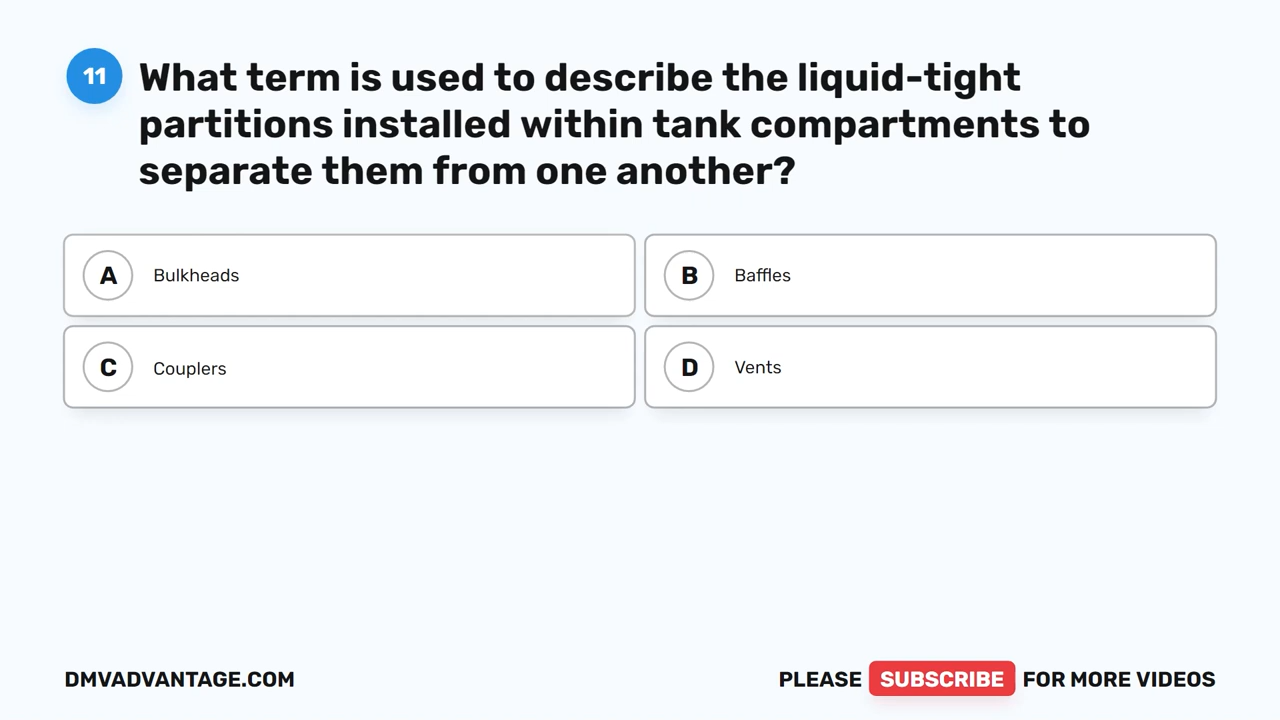 11
What term is used to describe the liquid-tight
partitions installed within tank compartments to
separate them from one another?
A Bulkheads
B Baffles
C Couplers
D Vents
DMVADVANTAGE.COM
PLEASE SUBSCRIBE FOR MORE VIDEOS